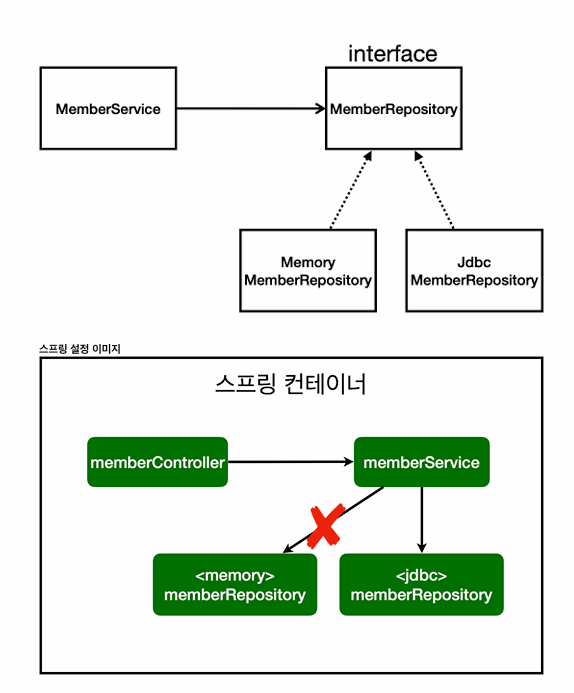 interface
MemberService
MemberRepository
Memory
MemberRepository
Jdbc
MemberRepository
스프링 설정 이미지
스프링 컨테이너
memberController
memberService
<memory>
memberRepository
<jdbc>
memberRepository